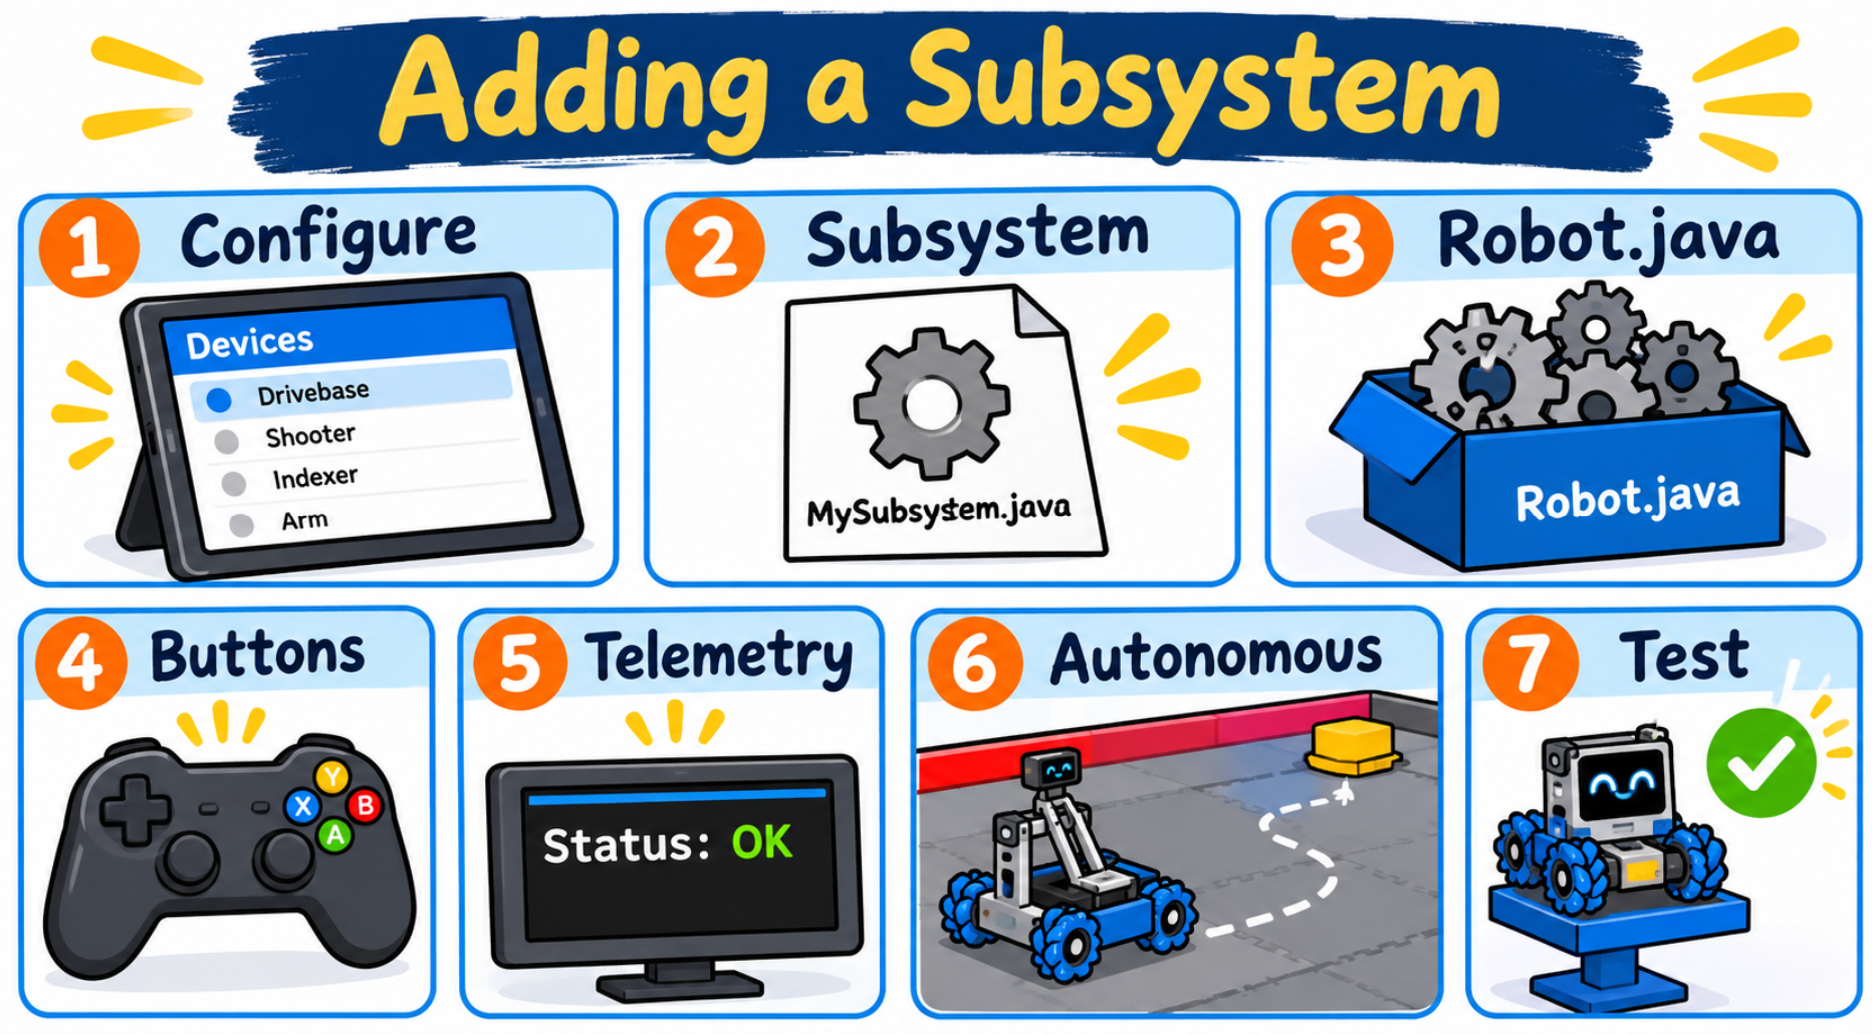 Adding a Subsystem
1 Configure
Devices
Drivebase
Shooter
Indexer
Arm
2 Subsystem
MySubsystem.java
3 Robot.java
Robot.java
4 Buttons
Y
X B
A
5 Telemetry
Status: OK
6 Autonomous
7 Test